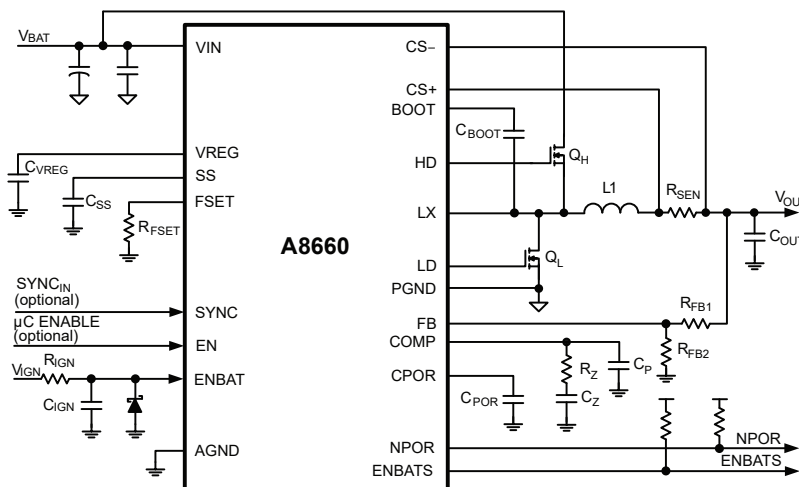 VBAT
VIN
CS−
CS+
BOOT
CBOOT
VREG
CVREG
SS
CSS
FSET
RFSET
HD
QH
LX
L1
RSEN
VOU
COUT
A8660
LD
QL
PGND
SYNCIN
(optional)
SYNC
µC ENABLE
(optional)
EN
FB
RFB1
RFB2
COMP
RZ
CZ
CP
VIGN
RIGN
ENBAT
CIGN
CPOR
CPOR
AGND
NPOR
NPOR
ENBATS
ENBATS